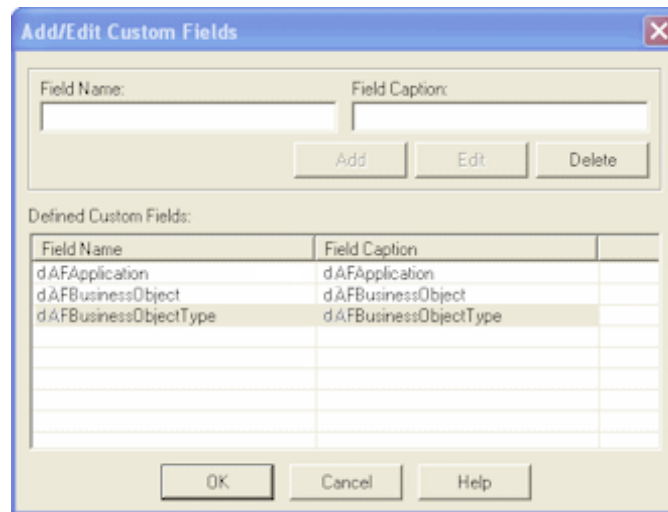 Add/Edit Custom Fields
Field Name: Field Caption:
Add Edit Delete
Defined Custom Fields:
Field Name Field Caption
dAFApplication dAFApplication
dAFBusinessObject dAFBusinessObject
dAFBusinessObjectType dAFBusinessObjectType
OK Cancel Help